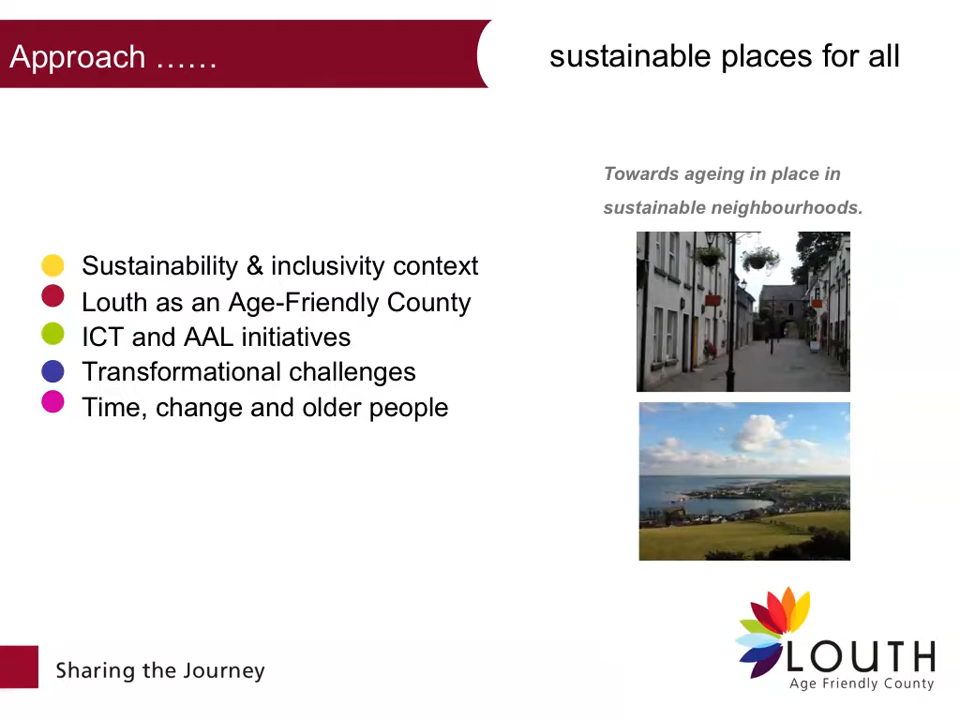 Approach ……
sustainable places for all
Towards ageing in place in
sustainable neighbourhoods.
Sustainability & inclusivity context
Louth as an Age-Friendly County
ICT and AAL initiatives
Transformational challenges
Time, change and older people
Sharing the Journey
LOUTH
Age Friendly County